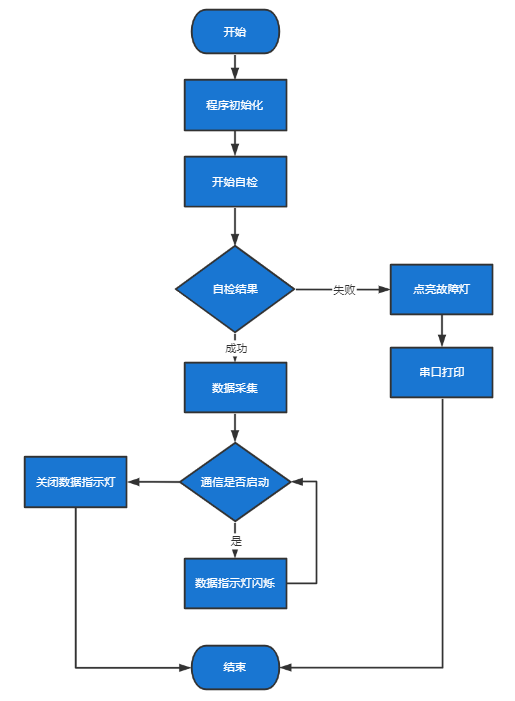 开始
程序初始化
开始自检
自检结果
失败
点亮故障灯
成功
串口打印
数据采集
关闭数据指示灯
通信是否启动
是
数据指示灯闪烁
结束